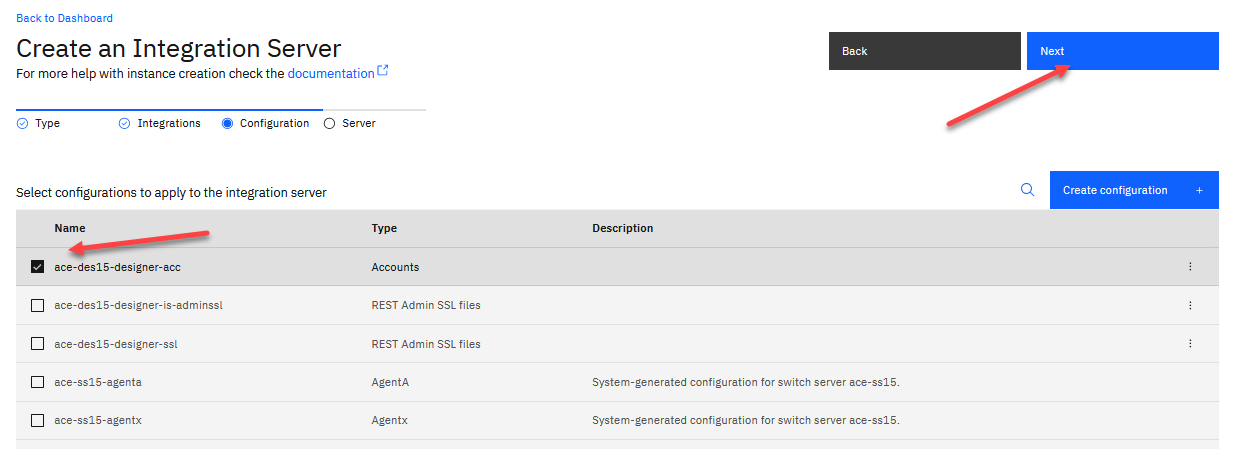 Back to Dashboard
Create an Integration Server
For more help with instance creation check the documentation
Back
Next
Type
Integrations
Configuration
Server
Select configurations to apply to the integration server
Create configuration +
Name Type Description
ace-des15-designer-acc Accounts
ace-des15-designer-is-adminssl REST Admin SSL files
ace-des15-designer-ssl REST Admin SSL files
ace-ss15-agenta AgentA System-generated configuration for switch server ace-ss15.
ace-ss15-agentx Agentx System-generated configuration for switch server ace-ss15.